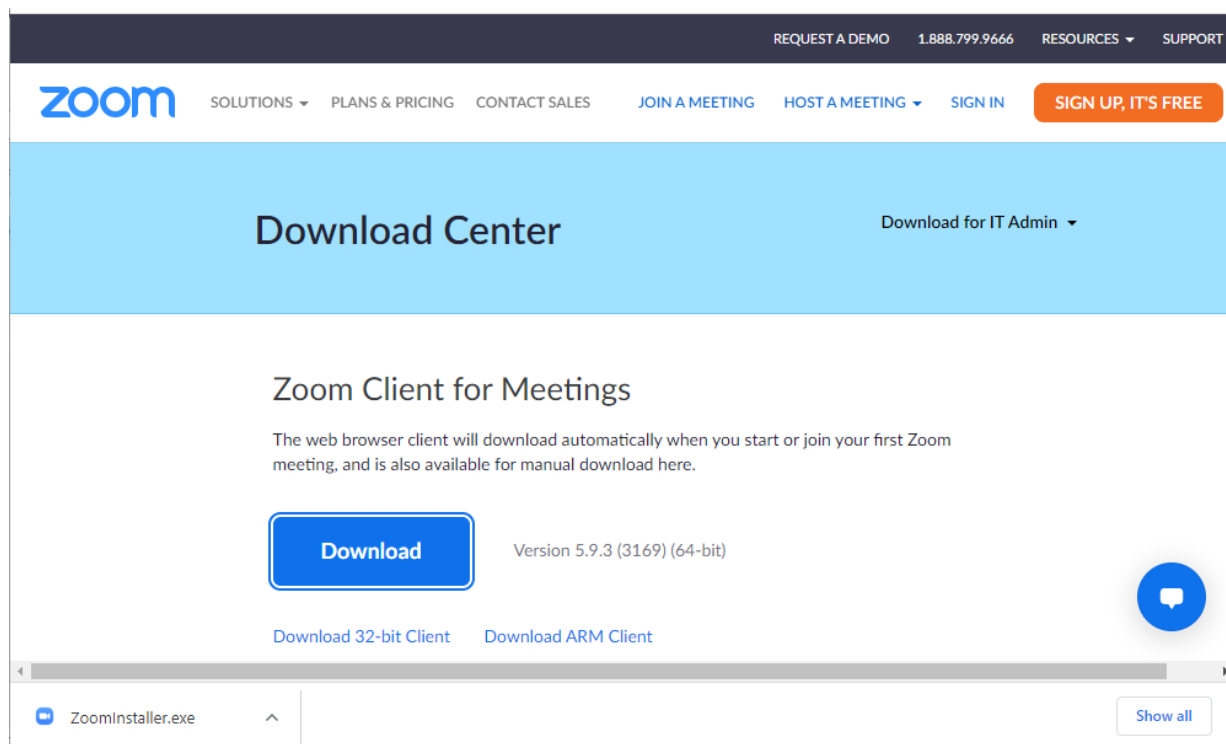 REQUEST A DEMO 1.888.799.9666 RESOURCES SUPPORT
zoom SOLUTIONS PLANS & PRICING CONTACT SALES JOIN A MEETING HOST A MEETING SIGN IN SIGN UP, IT'S FREE
Download Center
Download for IT Admin
Zoom Client for Meetings
The web browser client will download automatically when you start or join your first Zoom
meeting, and is also available for manual download here.
Download Version 5.9.3 (3169) (64-bit)
Download 32-bit Client Download ARM Client
ZoomInstaller.exe Show all